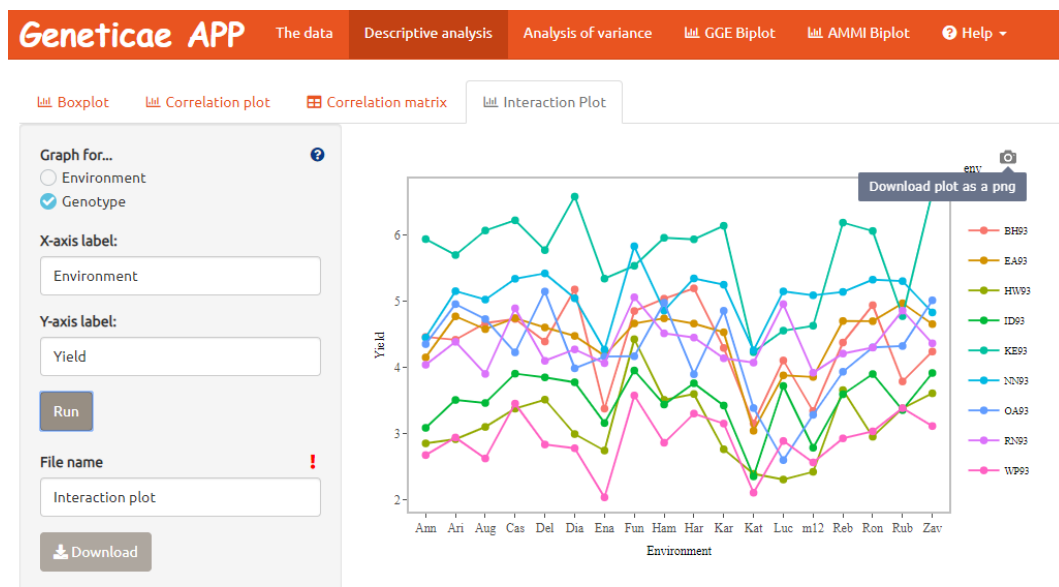 Geneticae APP The data Descriptive analysis Analysis of variance GGE Biplot AMMI Biplot Help
Boxplot Correlation plot Correlation matrix Interaction Plot
Graph for...
Environment
Genotype
X-axis label:
Environment
Y-axis label:
Yield
Run
File name
Interaction plot
Download
env
Download plot as a png
6
5
4
3
2
Yield
Ann Ari Aug Cas Del Dia Ena Fun Ham Har Kar Kat Luc m12 Reb Ron Rub Zav
Environment
BH93
EA93
HW93
ID93
KE93
NN93
OA93
RN93
WP93